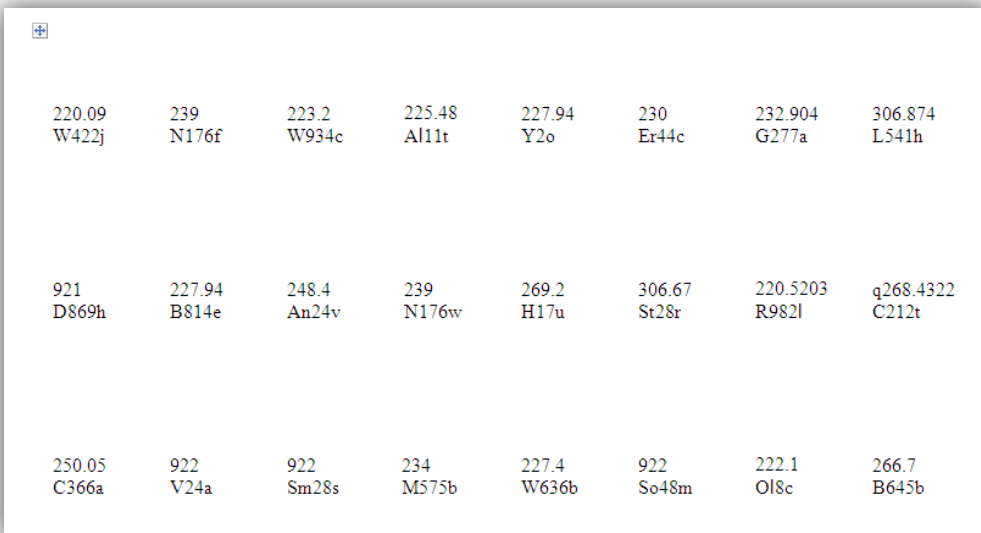 220.09 239 223.2 225.48 227.94 230 232.904 306.874
W422j N176f W934c Al11t Y2o Er44c G277a L541h
921 227.94 248.4 239 269.2 306.67 220.5203 q268.4322
D869h B814e An24v N176w H17u St28r R982l C212t
250.05 922 922 234 227.4 922 222.1 266.7
C366a V24a Sm28s M575b W636b So48m Ol8c B645b